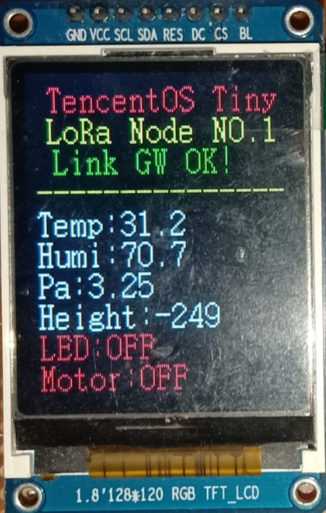 GND VCC SCL SDA RES DC CS BL
TencentOS Tiny
LoRa Node NO.1
Link GW OK!
--------------------
Temp:31.2
Humi:70.7
Pa:3.25
Height:-249
LED:OFF
Motor:OFF
1.8'128*120 RGB TFT_LCD